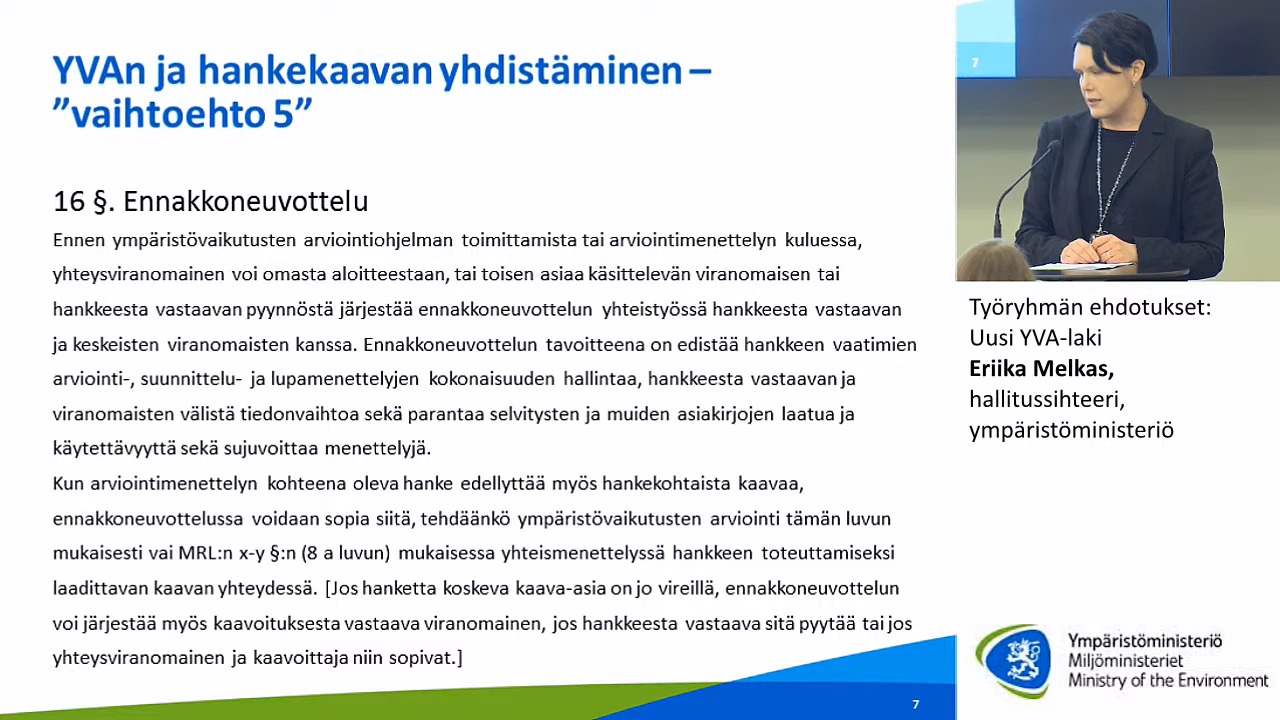 YVAn ja hankekaavan yhdistäminen –
”vaihtoehto 5”
16 §. Ennakkoneuvottelu
Ennen ympäristövaikutusten arviointiohjelman toimittamista tai arviointimenettelyn kuluessa,
yhteysviranomainen voi omasta aloitteestaan, tai toisen asiaa käsittelevän viranomaisen tai
hankkeesta vastaavan pyynnöstä järjestää ennakkoneuvottelun yhteistyössä hankkeesta vastaavan
ja keskeisten viranomaisten kanssa. Ennakkoneuvottelun tavoitteena on edistää hankkeen vaatimien
arviointi-, suunnittelu- ja lupamenettelyjen kokonaisuuden hallintaa, hankkeesta vastaavan ja
viranomaisten välistä tiedonvaihtoa sekä parantaa selvitysten ja muiden asiakirjojen laatua ja
käytettävyyttä sekä sujuvoittaa menettelyjä.
Kun arviointimenettelyn kohteena oleva hanke edellyttää myös hankekohtaista kaavaa,
ennakkoneuvottelussa voidaan sopia siitä, tehdäänkö ympäristövaikutusten arviointi tämän luvun
mukaisesti vai MRL:n x-y §:n (8 a luvun) mukaisessa yhteismenettelyssä hankkeen toteuttamiseksi
laadittavan kaavan yhteydessä. [Jos hanketta koskeva kaava-asia on jo vireillä, ennakkoneuvottelun
voi järjestää myös kaavoituksesta vastaava viranomainen, jos hankkeesta vastaava sitä pyytää tai jos
yhteysviranomainen ja kaavoittaja niin sopivat.]
7
7
Työryhmän ehdotukset:
Uusi YVA-laki
Eriika Melkas,
hallitussihteeri,
ympäristöministeriö
Ympäristöministeriö
Miljöministeriet
Ministry of the Environment